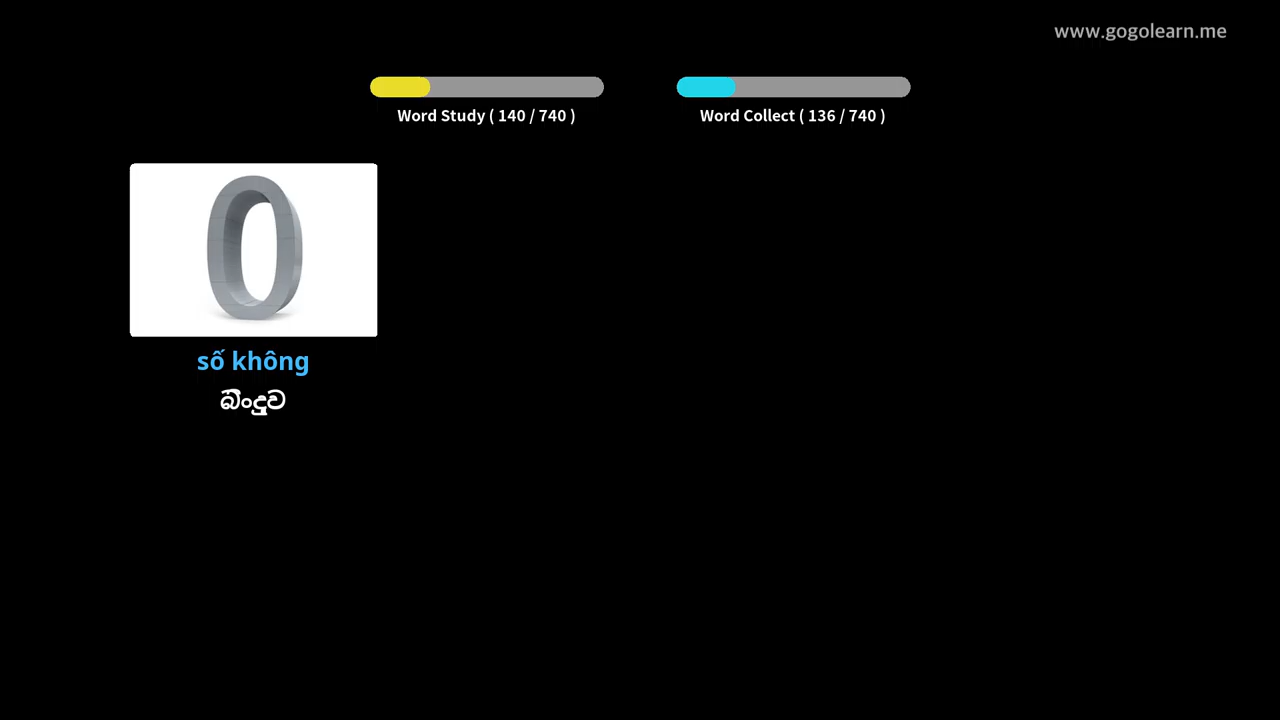 www.gogolearn.me
Word Study ( 140 / 740 )
Word Collect ( 136 / 740 )
0
số không
බිංදුව